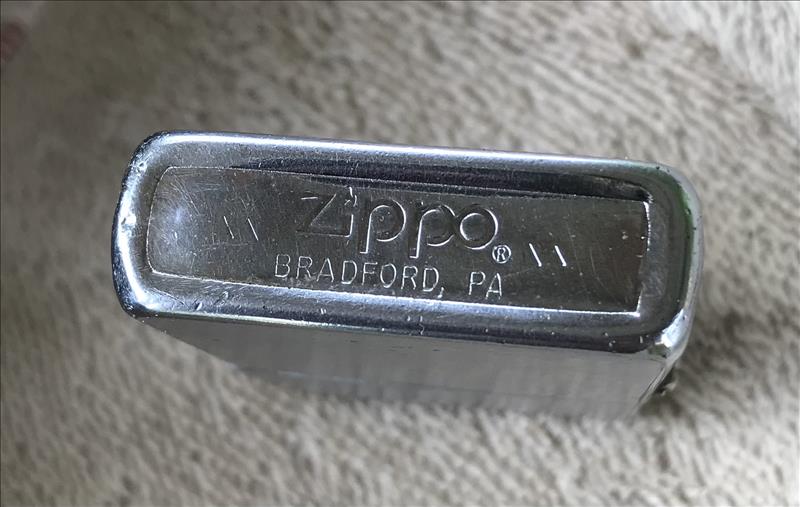 \\ Zippo® \\
BRADFORD, PA